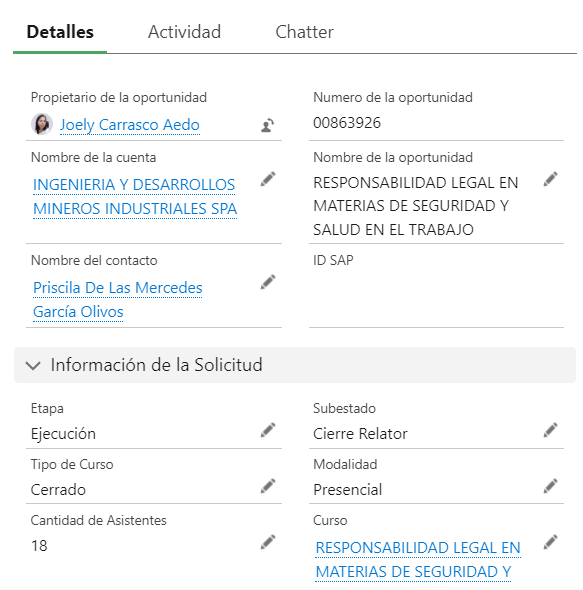 Detalles
Actividad
Chatter
Propietario de la oportunidad
Joely Carrasco Aedo
Numero de la oportunidad
00863926
Nombre de la cuenta
INGENIERIA Y DESARROLLOS
MINEROS INDUSTRIALES SPA
Nombre de la oportunidad
RESPONSABILIDAD LEGAL EN
MATERIAS DE SEGURIDAD Y
SALUD EN EL TRABAJO
Nombre del contacto
Priscila De Las Mercedes
García Olivos
ID SAP
Información de la Solicitud
Etapa
Ejecución
Subestado
Cierre Relator
Tipo de Curso
Cerrado
Modalidad
Presencial
Cantidad de Asistentes
18
Curso
RESPONSABILIDAD LEGAL EN
MATERIAS DE SEGURIDAD Y